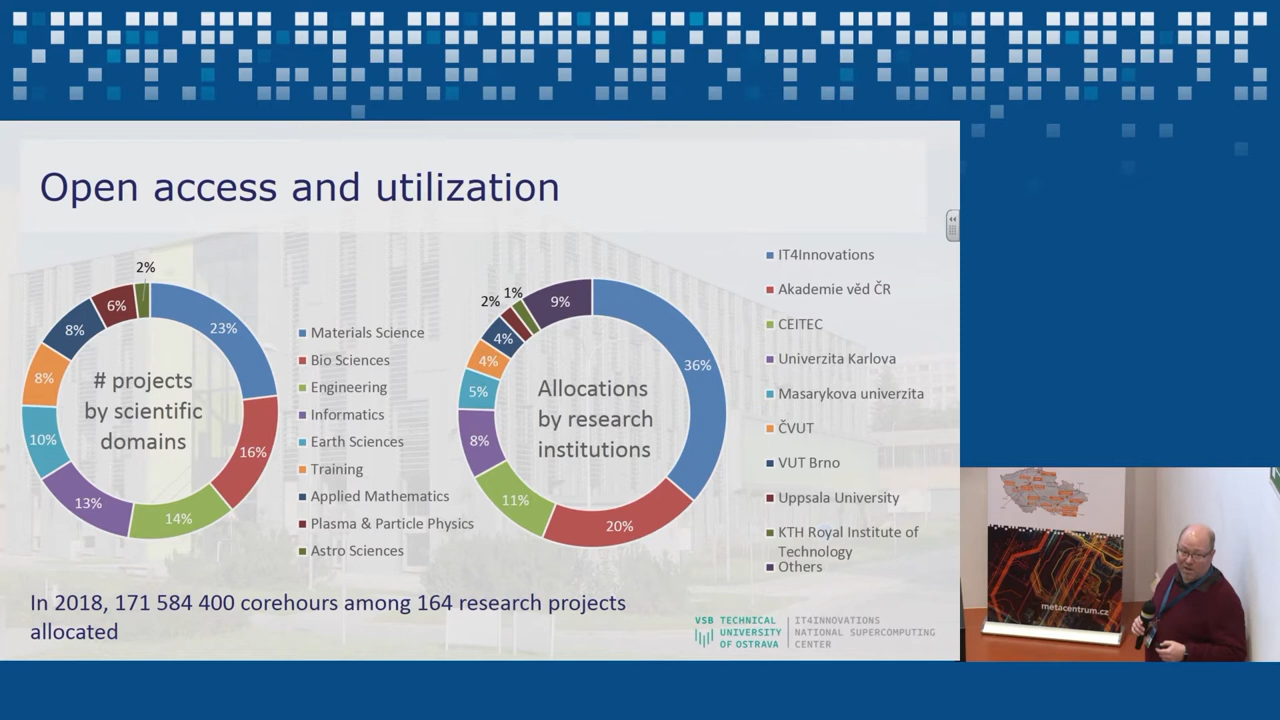 Open access and utilization
2%
6%
23%
8%
8%
10%
13%
14%
16%
# projects
by scientific
domains
Materials Science
Bio Sciences
Engineering
Informatics
Earth Sciences
Training
Applied Mathematics
Plasma & Particle Physics
Astro Sciences
2%
1%
9%
36%
4%
4%
5%
8%
11%
20%
Allocations
by research
institutions
IT4Innovations
Akademie věd ČR
CEITEC
Univerzita Karlova
Masarykova univerzita
ČVUT
VUT Brno
Uppsala University
KTH Royal Institute of
Technology
Others
In 2018, 171 584 400 corehours among 164 research projects
allocated
VSB TECHNICAL
UNIVERSITY
OF OSTRAVA
IT4INNOVATIONS
NATIONAL SUPERCOMPUTING
CENTER
metacentrum.cz